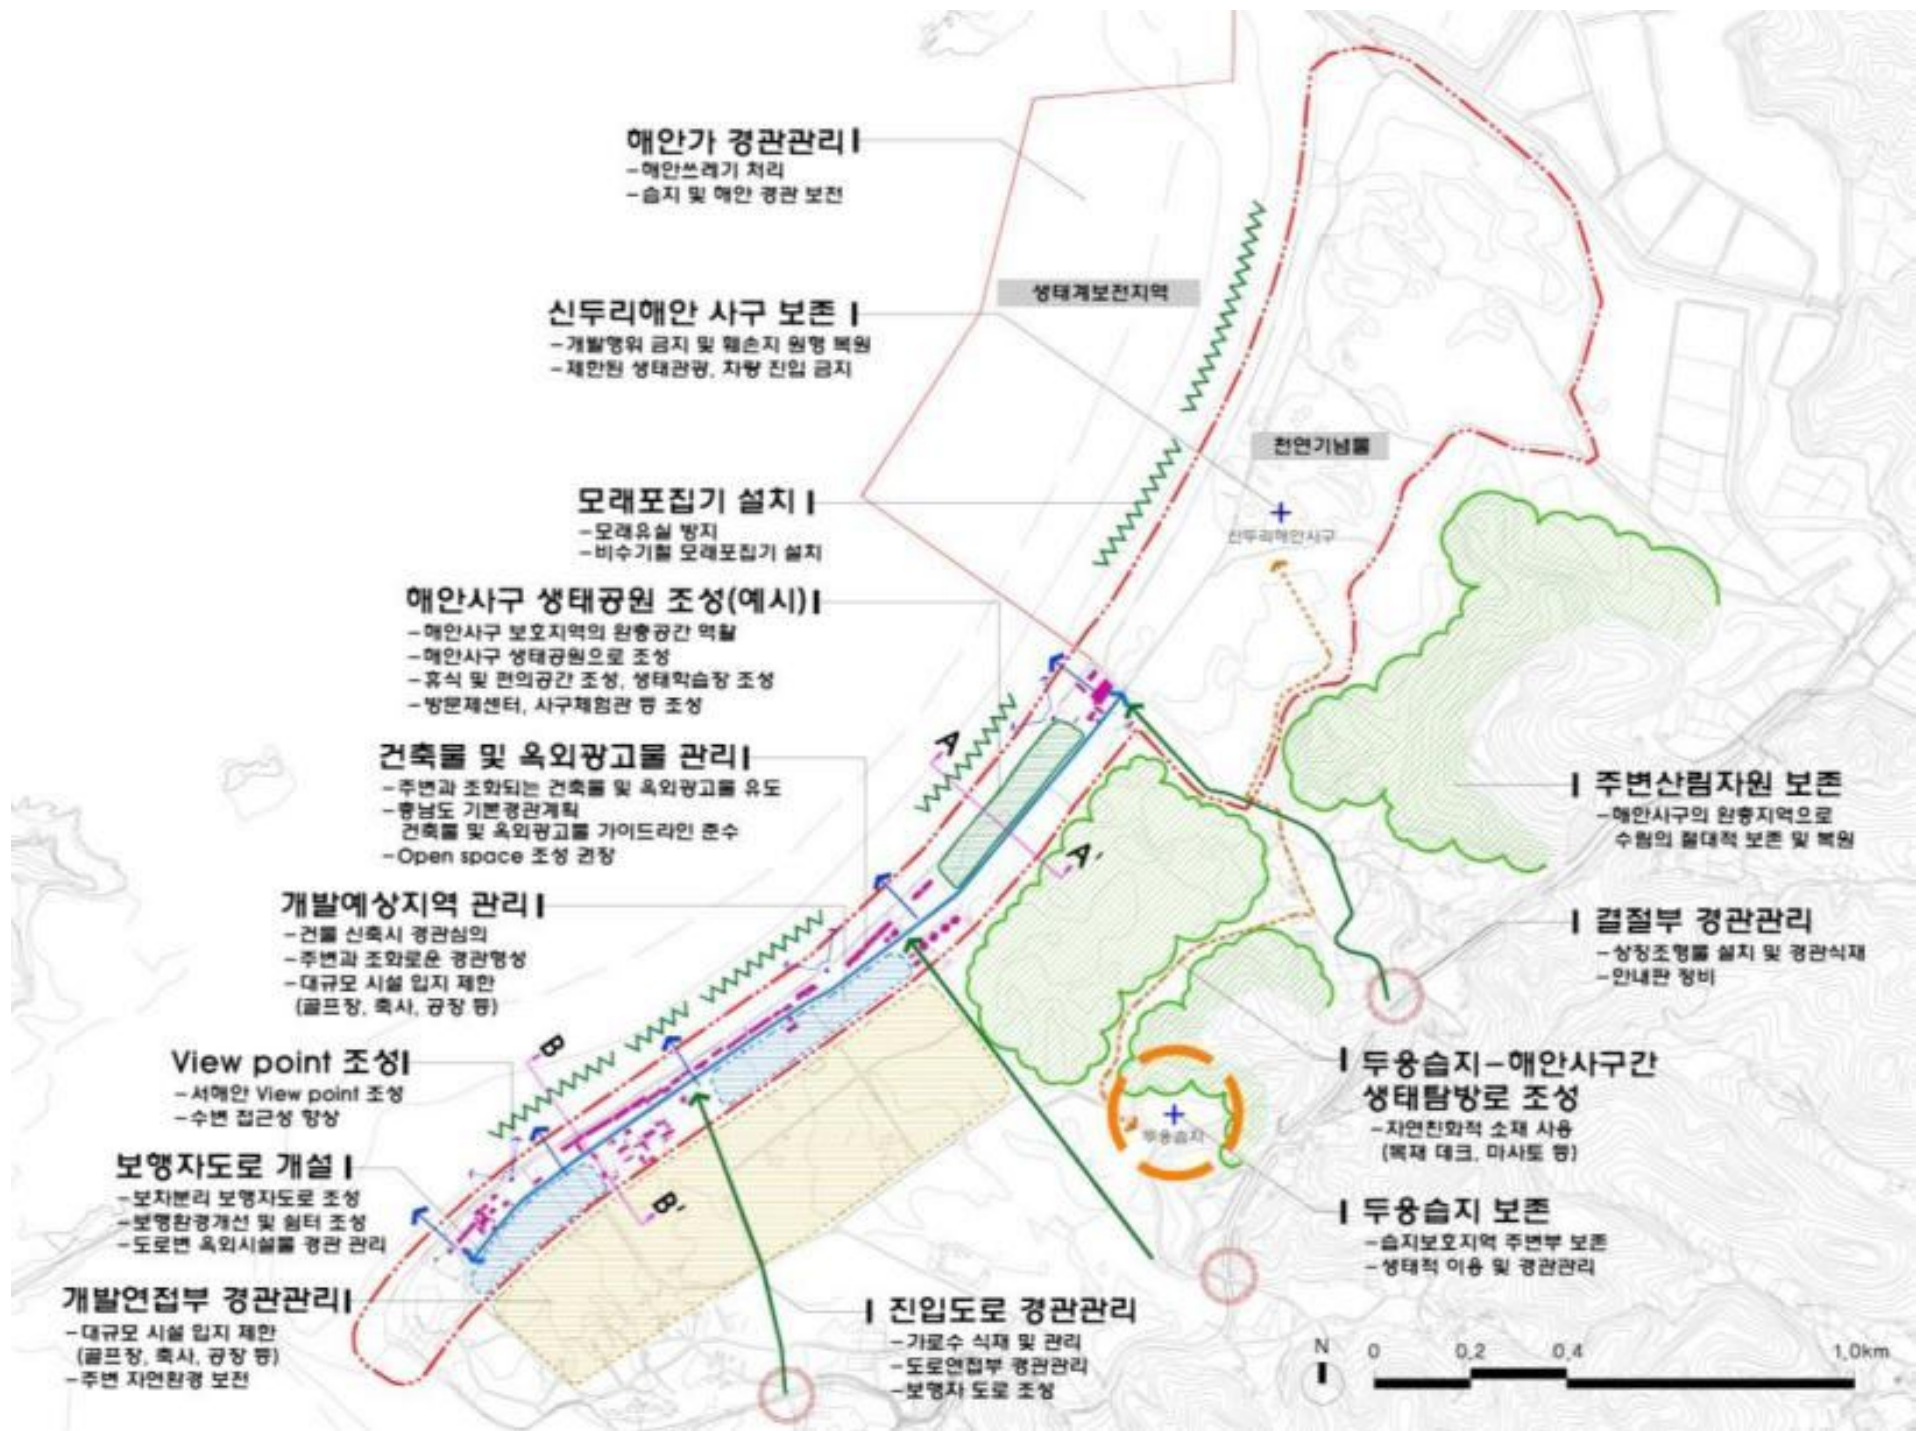 해안가 경관관리
-해안쓰레기 처리
-습지 및 해안 경관 보전
생태계보전지역
신두리해안 사구 보존
-개발행위 금지 및 훼손지 원형 복원
-제한된 생태관광, 차량 진입 금지
천연기념물
신두리해안사구
모래포집기 설치
-모래유실 방지
-비수기철 모래포집기 설치
해안사구 생태공원 조성(예시)
-해안사구 보호지역의 완충공간 역할
-해안사구 생태공원으로 조성
-휴식 및 편의공간 조성, 생태학습장 조성
-방문제센터, 사구체험관 등 조성
건축물 및 옥외광고물 관리
-주변과 조화되는 건축물 및 옥외광고물 유도
-충남도 기본경관계획
건축물 및 옥외광고물 가이드라인 준수
-Open space 조성 권장
A
A'
주변산림자원 보존
-해안사구의 완충지역으로
수림의 절대적 보존 및 복원
개발예상지역 관리
-건물 신축시 경관심의
-주변과 조화로운 경관형성
-대규모 시설 입지 제한
(골프장, 축사, 공장 등)
결절부 경관관리
-상징조형물 설치 및 경관식재
-안내판 정비
View point 조성
-서해안 View point 조성
-수변 접근성 향상
B
B'
두웅습지-해안사구간
생태탐방로 조성
-자연친화적 소재 사용
(목재 데크, 마사토 등)
두웅습지
보행자도로 개설
-보차분리 보행자도로 조성
-보행환경개선 및 쉼터 조성
-도로변 옥외시설물 경관 관리
두웅습지 보존
-습지보호지역 주변부 보존
-생태적 이용 및 경관관리
개발연접부 경관관리
-대규모 시설 입지 제한
(골프장, 축사, 공장 등)
-주변 자연환경 보전
진입도로 경관관리
-가로수 식재 및 관리
-도로연접부 경관관리
-보행자 도로 조성
N
0 0.2 0.4 1.0km